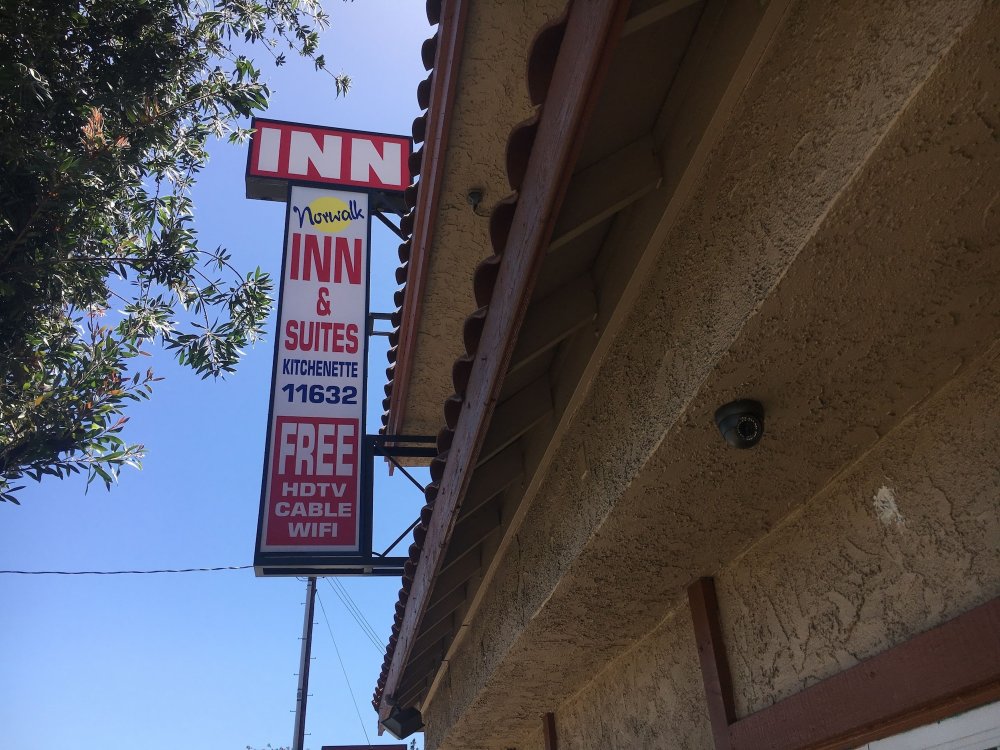 INN
Norwalk
INN
&
SUITES
KITCHENETTE
11632
FREE
HDTV
CABLE
WIFI